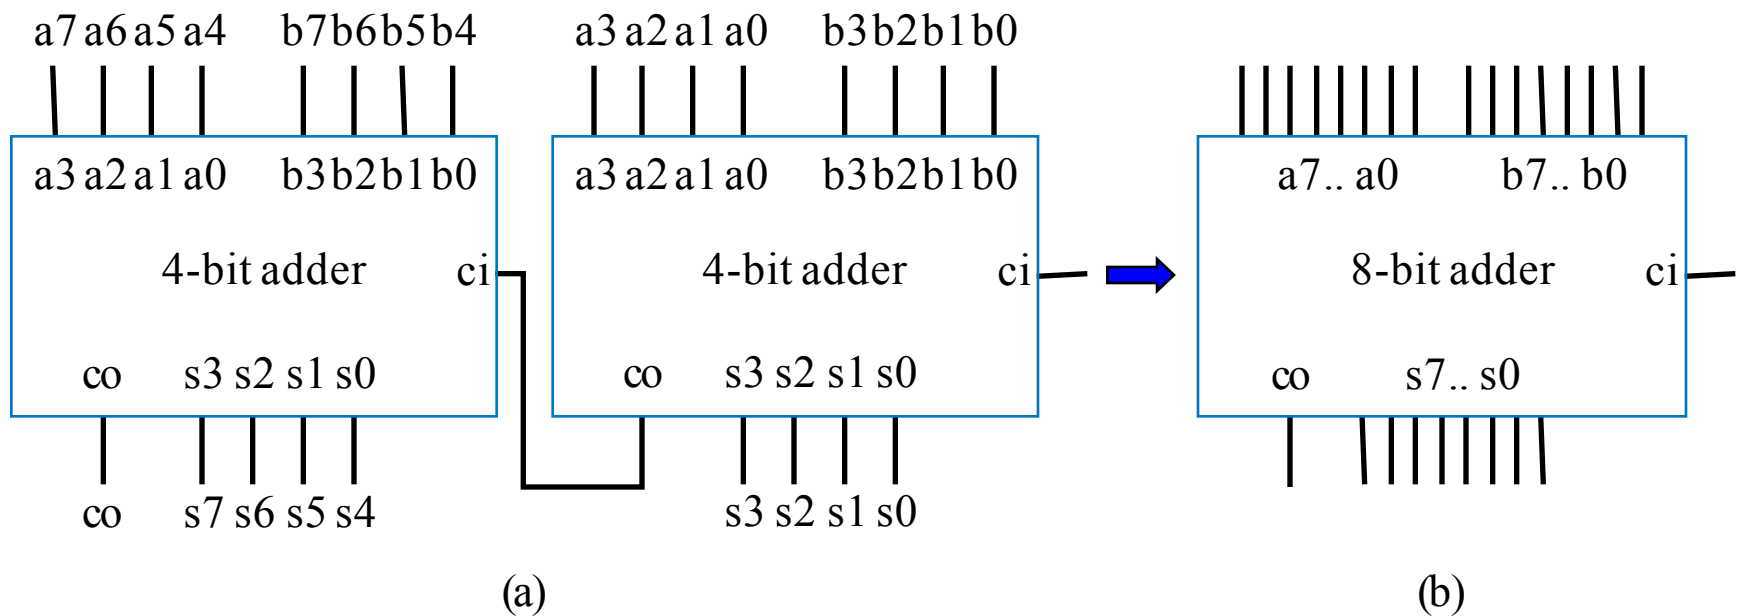 a7 a6 a5 a4 b7 b6 b5 b4 a3 a2 a1 a0 b3 b2 b1 b0
a3 a2 a1 a0 b3 b2 b1 b0 a3 a2 a1 a0 b3 b2 b1 b0 a7.. a0 b7.. b0
4-bit adder ci 4-bit adder ci 8-bit adder ci
co s3 s2 s1 s0 co s3 s2 s1 s0 co s7.. s0
co s7 s6 s5 s4 s3 s2 s1 s0
(a) (b)